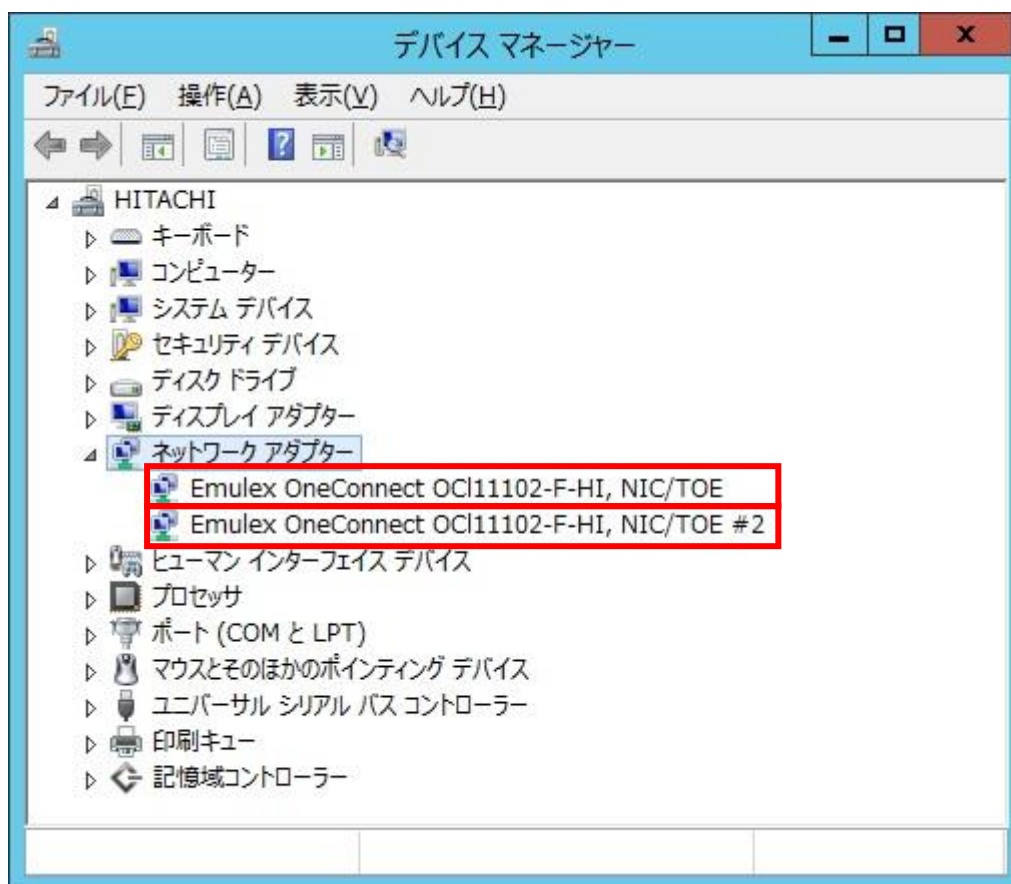 デバイス マネージャー
ファイル(F) 操作(A) 表示(V) ヘルプ(H)
HITACHI
キーボード
コンピューター
システム デバイス
セキュリティ デバイス
ディスク ドライブ
ディスプレイ アダプター
ネットワーク アダプター
Emulex OneConnect OCl11102-F-HI, NIC/TOE
Emulex OneConnect OCl11102-F-HI, NIC/TOE #2
ヒューマン インターフェイス デバイス
プロセッサ
ポート (COM と LPT)
マウスとそのほかのポインティング デバイス
ユニバーサル シリアル バス コントローラー
印刷キュー
記憶域コントローラー